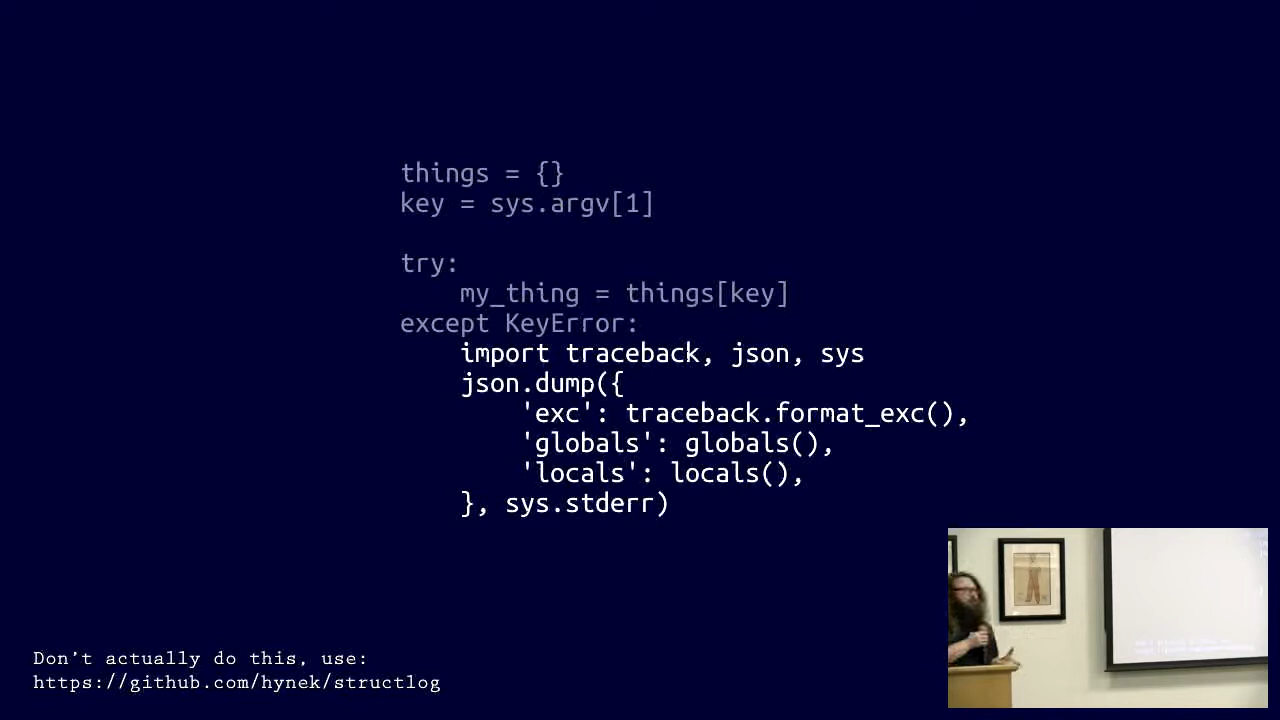 things = {}
key = sys.argv[1]
try:
    my_thing = things[key]
except KeyError:
    import traceback, json, sys
    json.dump({
        'exc': traceback.format_exc(),
        'globals': globals(),
        'locals': locals(),
    }, sys.stderr)
Don't actually do this, use:
https://github.com/hynek/structlog